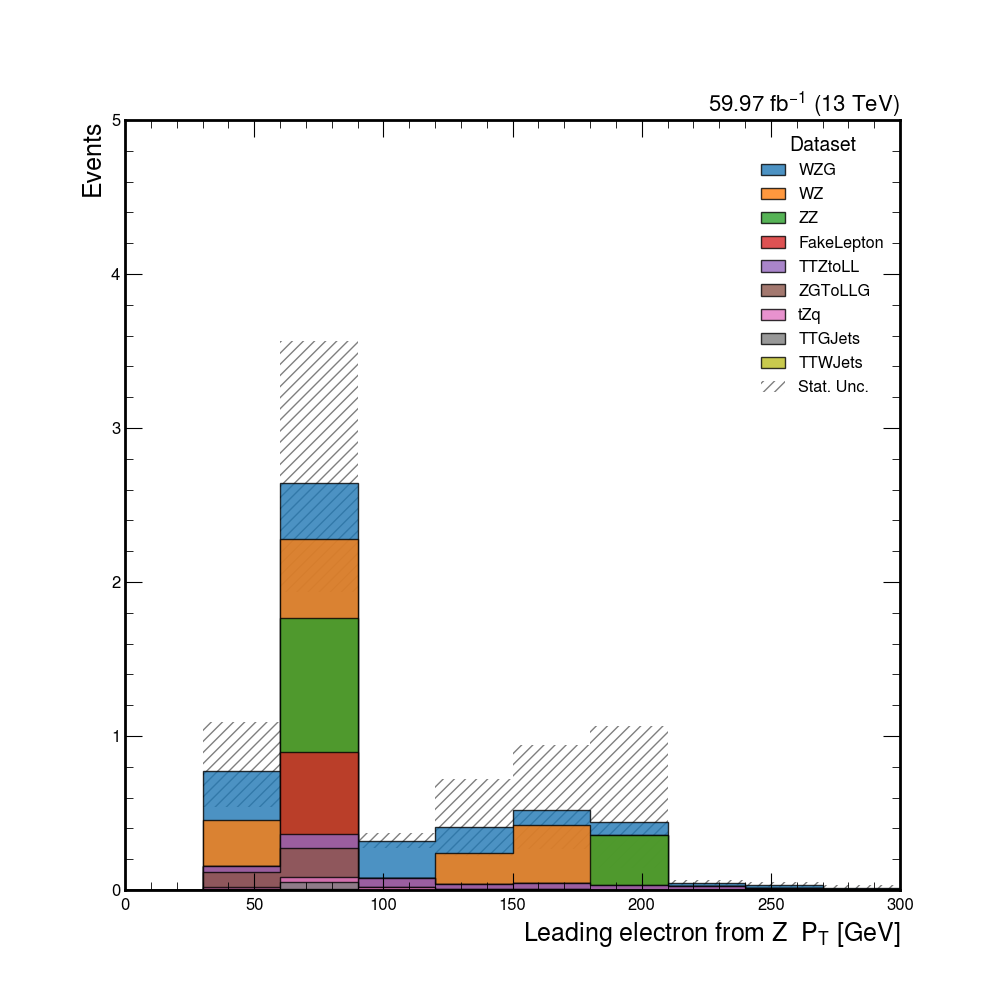 59.97 fb⁻¹ (13 TeV)
Events
5
4
3
2
1
0
Dataset
WZG
WZ
ZZ
FakeLepton
TTZtoLL
ZGToLLG
tZq
TTGJets
TTWJets
Stat. Unc.
0 50 100 150 200 250 300
Leading electron from Z P_T [GeV]